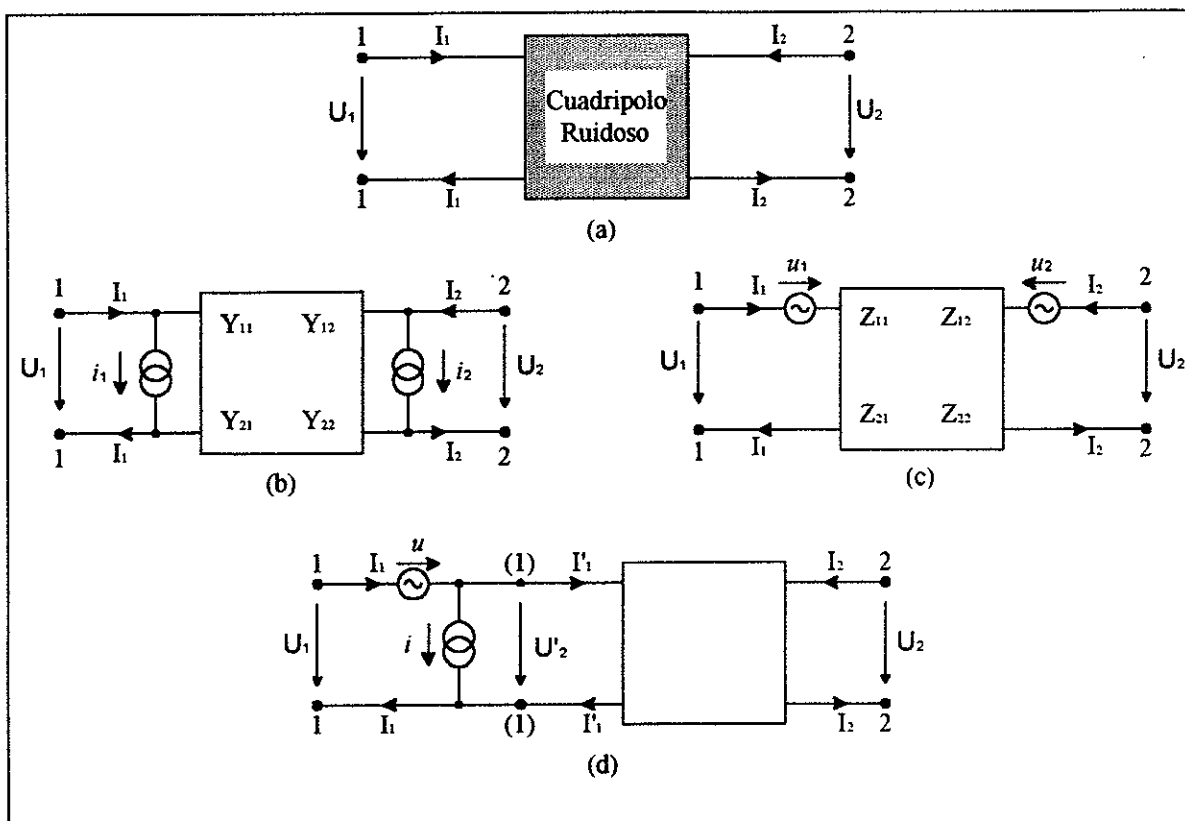 1 I₁ I₂ 2
U₁ Cuadripolo U₂
Ruidoso
1 I₁ I₂ 2
(a)
1 I₁ I₂ 2
Y₁₁ Y₁₂
U₁ i₁ i₂ U₂
Y₂₁ Y₂₂
1 I₁ I₂ 2
(b)
1 I₁ u₁ u₂ I₂ 2
Z₁₁ Z₁₂
U₁ U₂
Z₂₁ Z₂₂
1 I₁ I₂ 2
(c)
1 I₁ u (1) I'₁ I₂ 2
U₁ i U'₂ U₂
1 I₁ (1) I'₁ I₂ 2
(d)